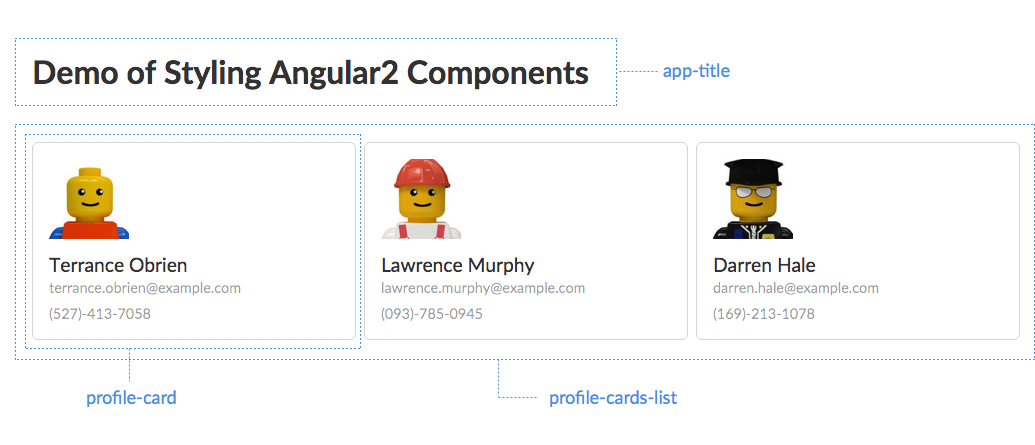 Demo of Styling Angular2 Components
app-title
Terrance Obrien
terrance.obrien@example.com
(527)-413-7058
Lawrence Murphy
lawrence.murphy@example.com
(093)-785-0945
Darren Hale
darren.hale@example.com
(169)-213-1078
profile-card
profile-cards-list